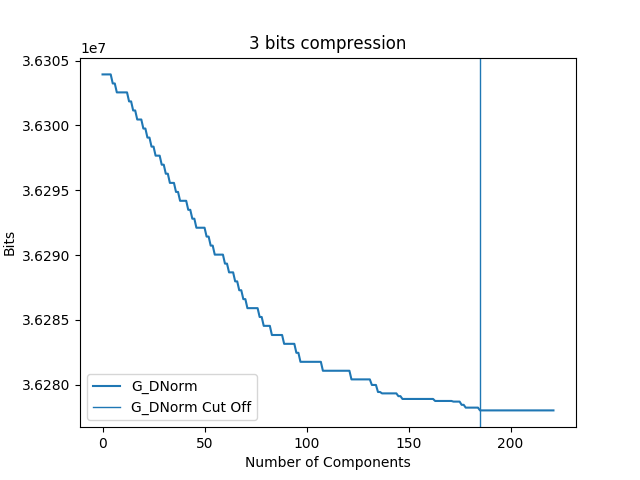 3 bits compression
1e7
3.6305
3.6300
3.6295
3.6290
3.6285
3.6280
Bits
G_DNorm
G_DNorm Cut Off
0 50 100 150 200
Number of Components